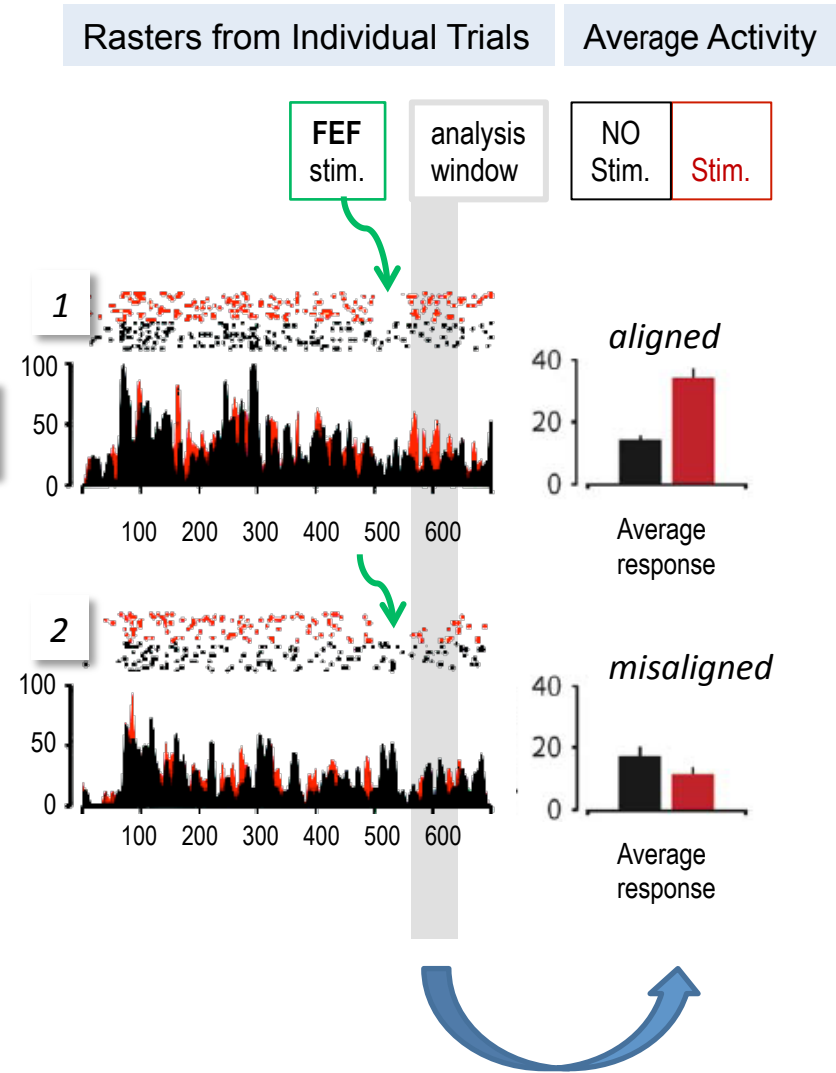 Rasters from Individual Trials
Average Activity
FEF
stim.
analysis
window
NO
Stim.
Stim.
1
100
50
0
100 200 300 400 500 600
aligned
40
20
0
Average
response
2
100
50
0
100 200 300 400 500 600
misaligned
40
20
0
Average
response